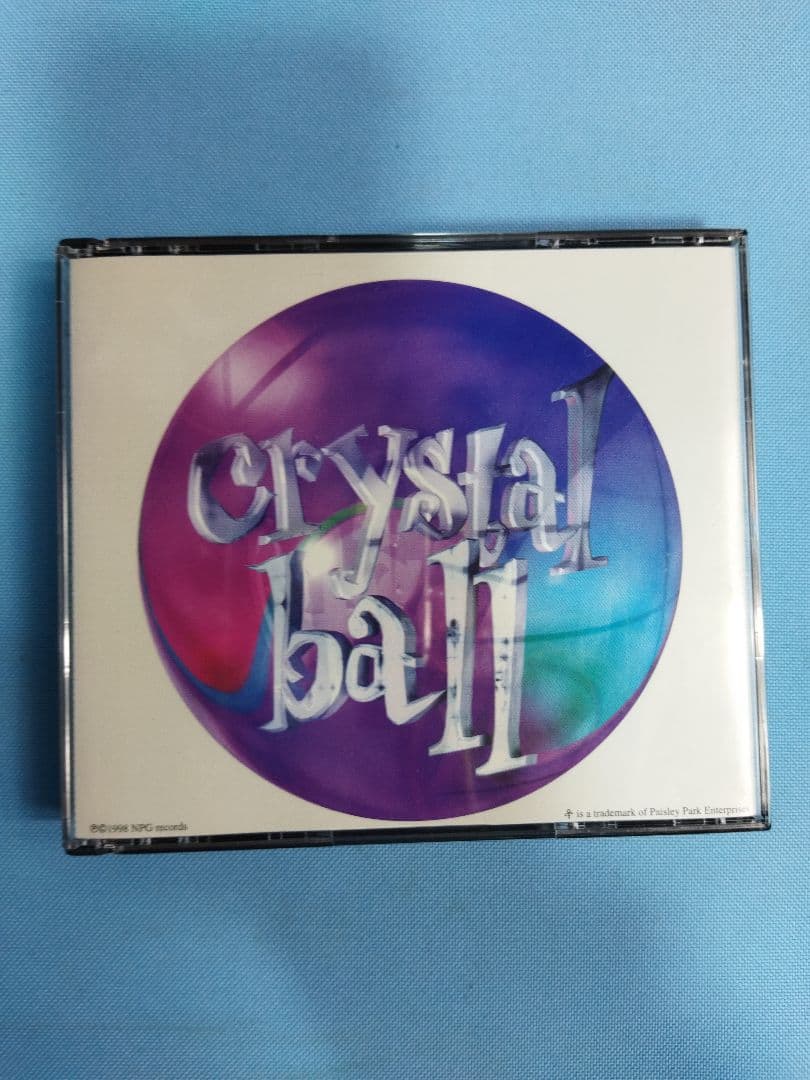 crystal
ball
℗©1998 NPG records
is a trademark of Paisley Park Enterprises